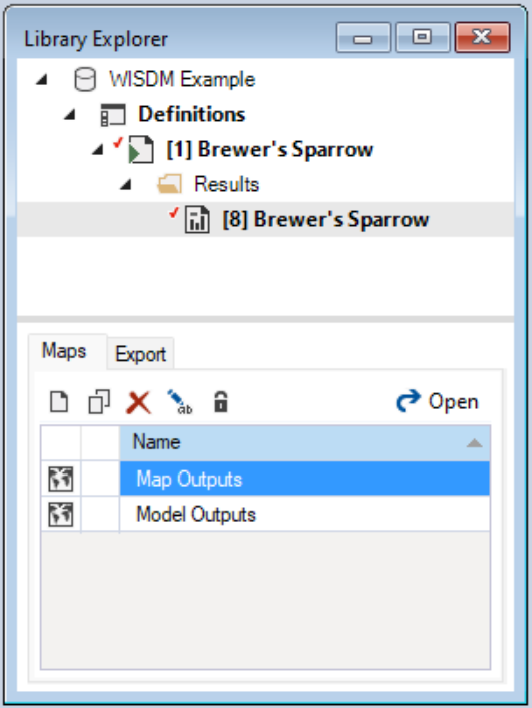 Library Explorer
WISDM Example
Definitions
[1] Brewer's Sparrow
Results
[8] Brewer's Sparrow
Maps Export
ab Open
Name
Map Outputs
Model Outputs